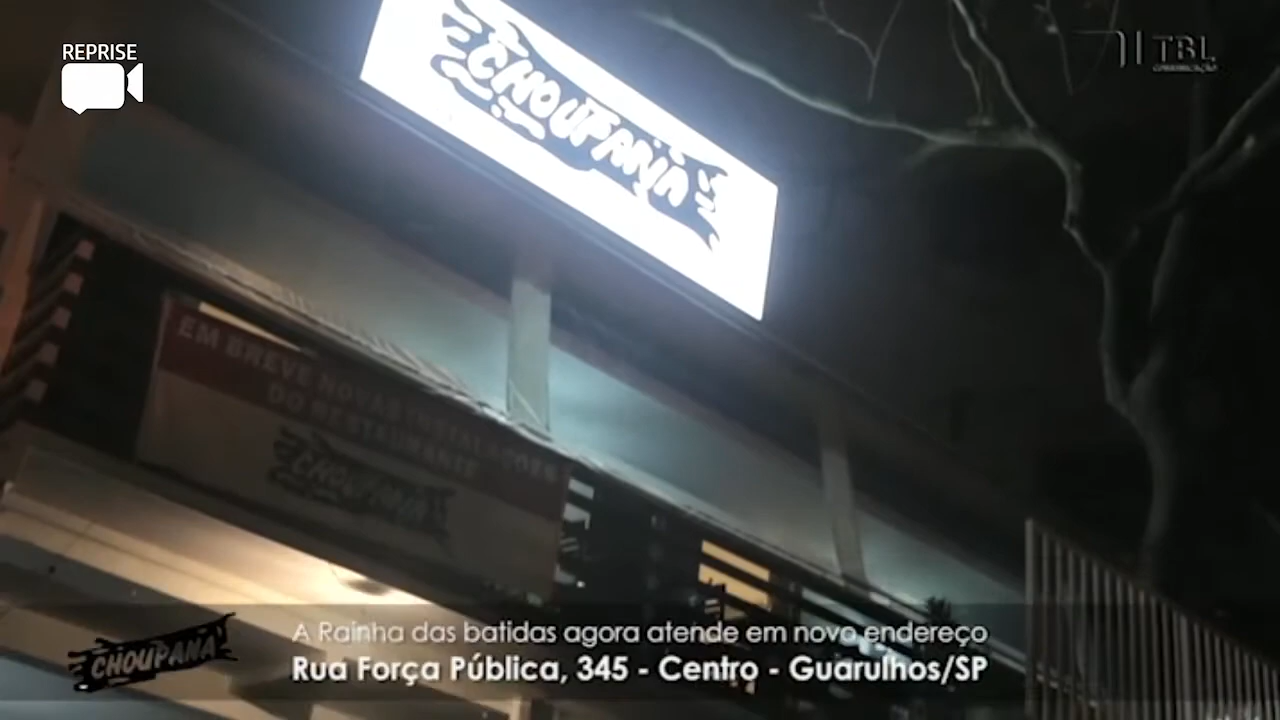 REPRISE
TBL
COMUNICAÇÃO
CHOUPANA
EM BREVE NOVAS INSTALAÇÕES
DO RESTAURANTE
CHOUPANA
CHOUPANA
A Rainha das batidas agora atende em novo endereço
Rua Força Pública, 345 - Centro - Guarulhos/SP